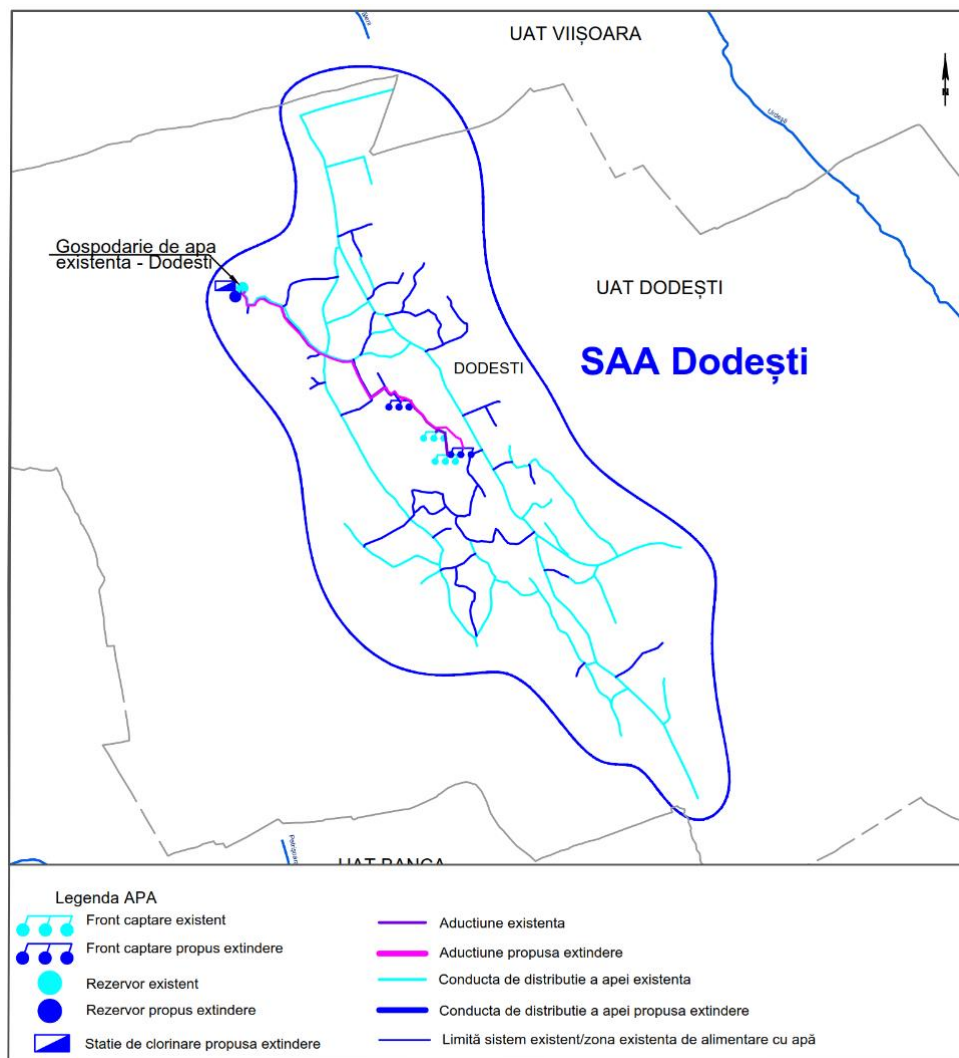 UAT VIIȘOARA
N
Urdești
Gospodarie de apa
existenta - Dodesti
UAT DODEȘTI
SAA Dodești
DODESTI
Legenda APA
Front captare existent
Front captare propus extindere
Rezervor existent
Rezervor propus extindere
Statie de clorinare propusa extindere
Aductiune existenta
Aductiune propusa extindere
Conducta de distributie a apei existenta
Conducta de distributie a apei propusa extindere
Limită sistem existent/zona existenta de alimentare cu apă